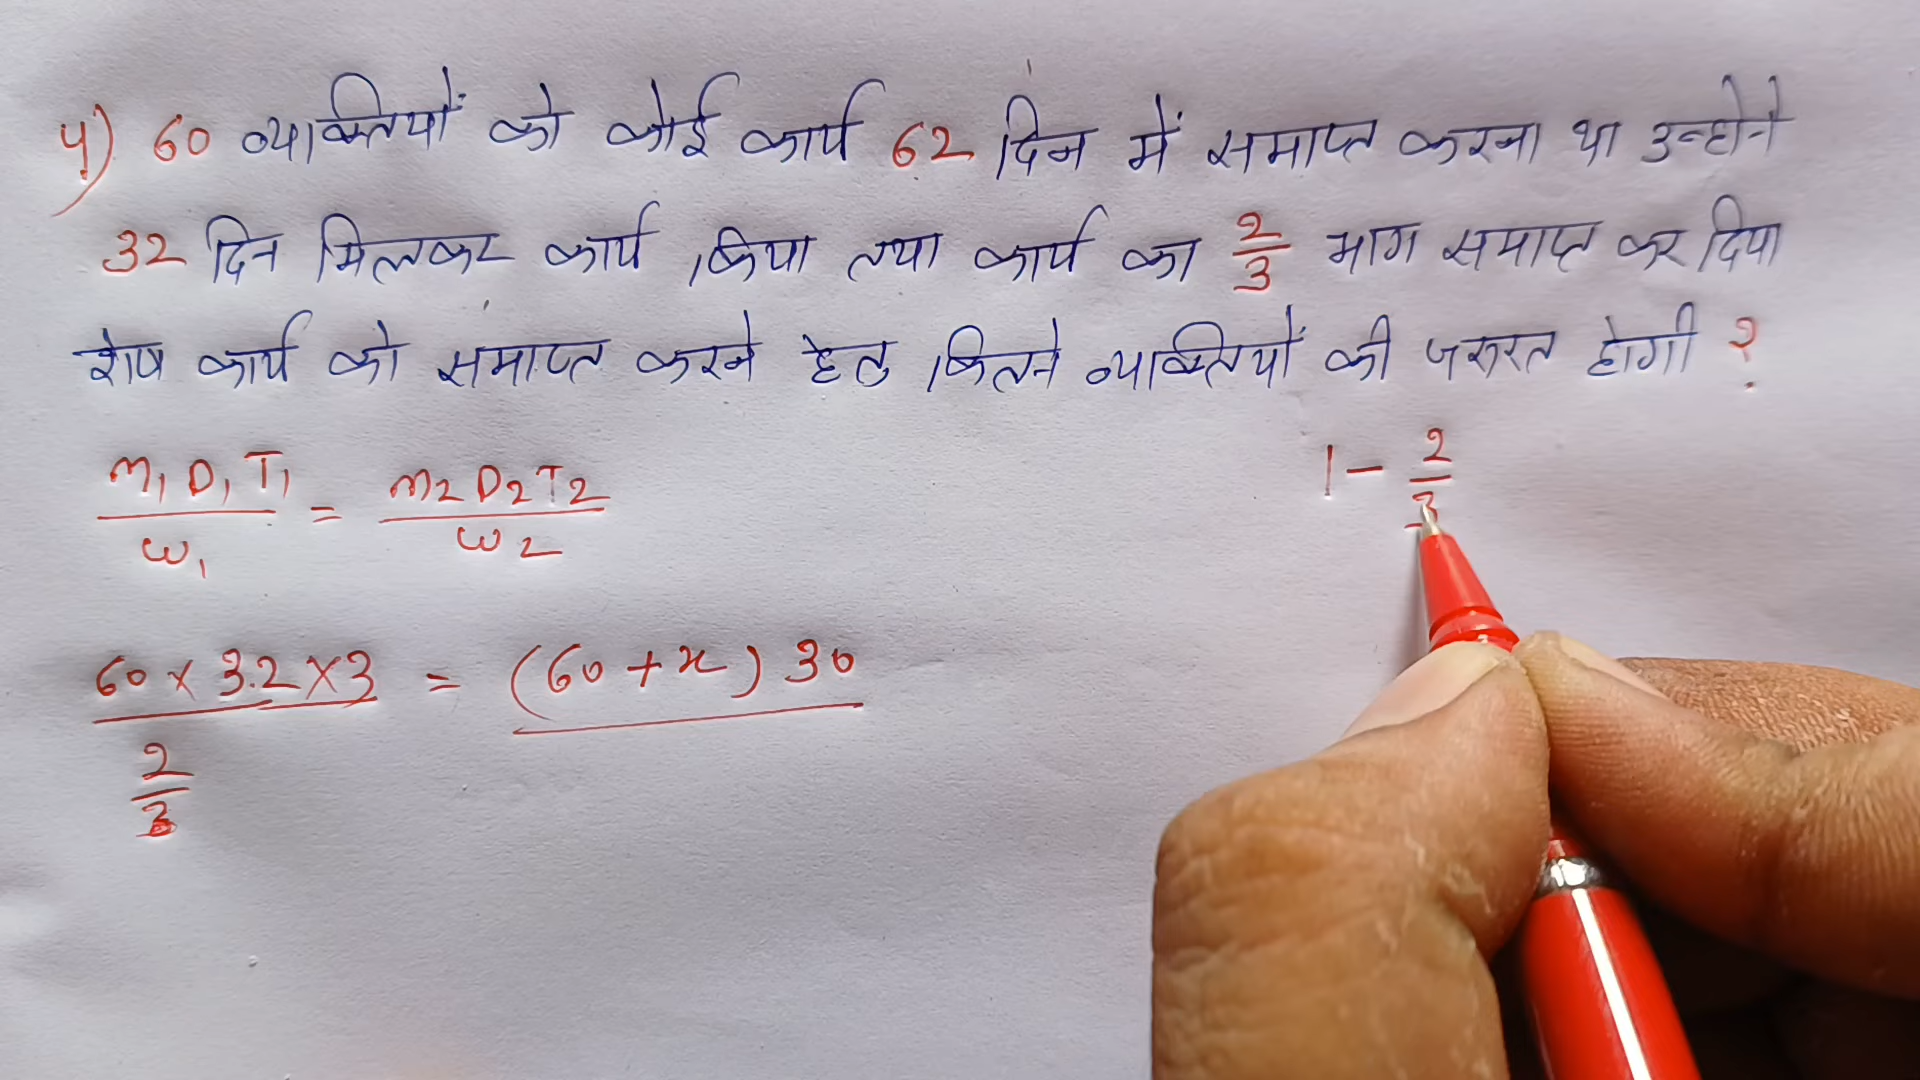 ५) 60 व्यक्तियों को कोई कार्य 62 दिन में समाप्त करना था उन्होने
32 दिन मिलकर कार्य किया तथा कार्य का 2/3 भाग समाप्त कर दिया
शेष कार्य को समाप्त करने हेतु कितने व्यक्तियों की जरुरत होगी ?
M1 D1 T1 / W1 = M2 D2 T2 / W2
1 - 2/3
60 × 32 × 3 / 2/3 = (60 + x) 30